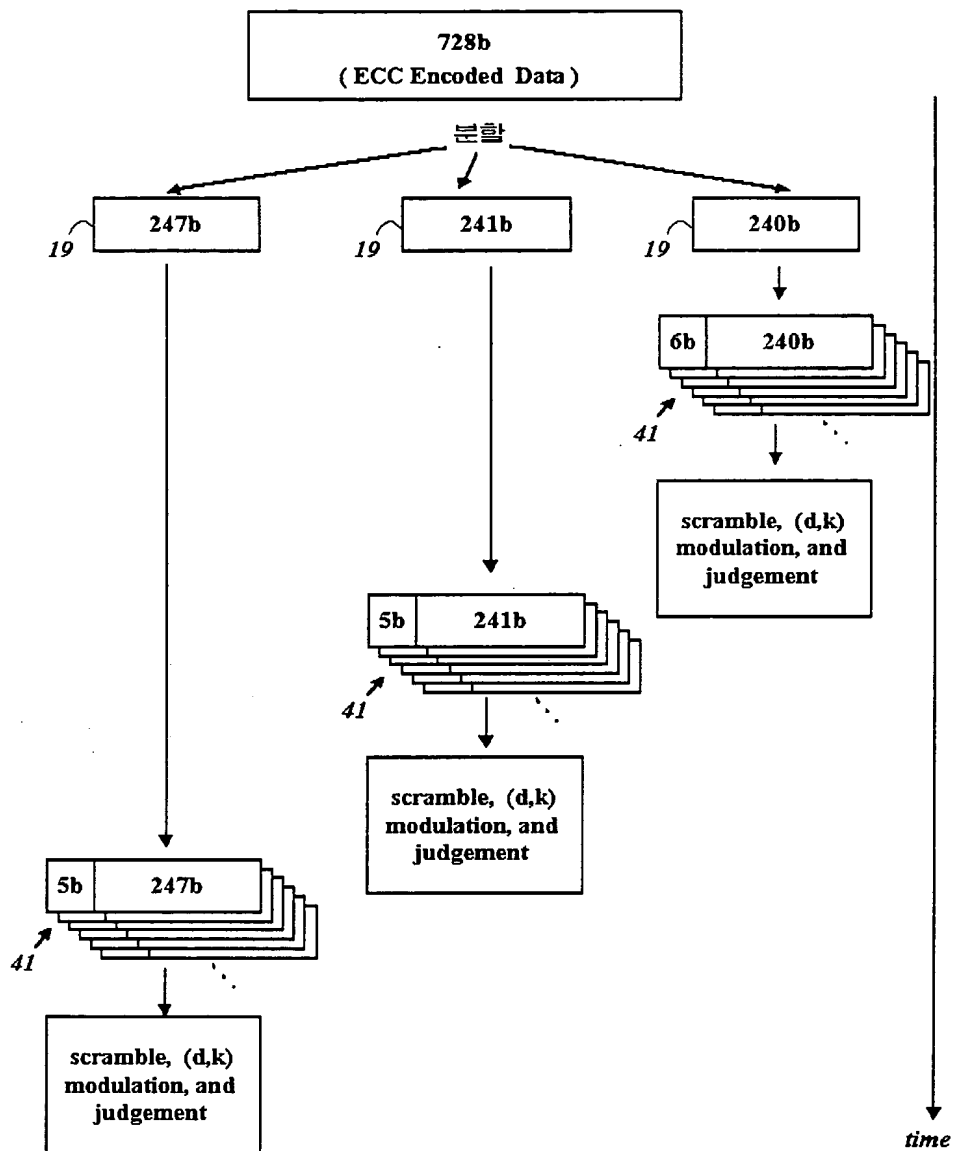 728b
( ECC Encoded Data )
분할
247b
241b
240b
19
19
19
6b 240b
41
scramble, (d,k)
modulation, and
judgement
5b 241b
41
scramble, (d,k)
modulation, and
judgement
5b 247b
41
scramble, (d,k)
modulation, and
judgement
time